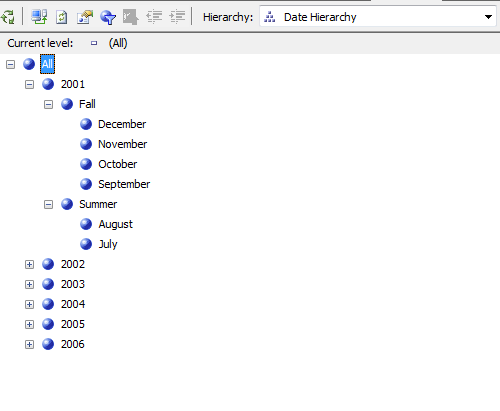 Hierarchy: Date Hierarchy
Current level: (All)
All
2001
Fall
December
November
October
September
Summer
August
July
2002
2003
2004
2005
2006